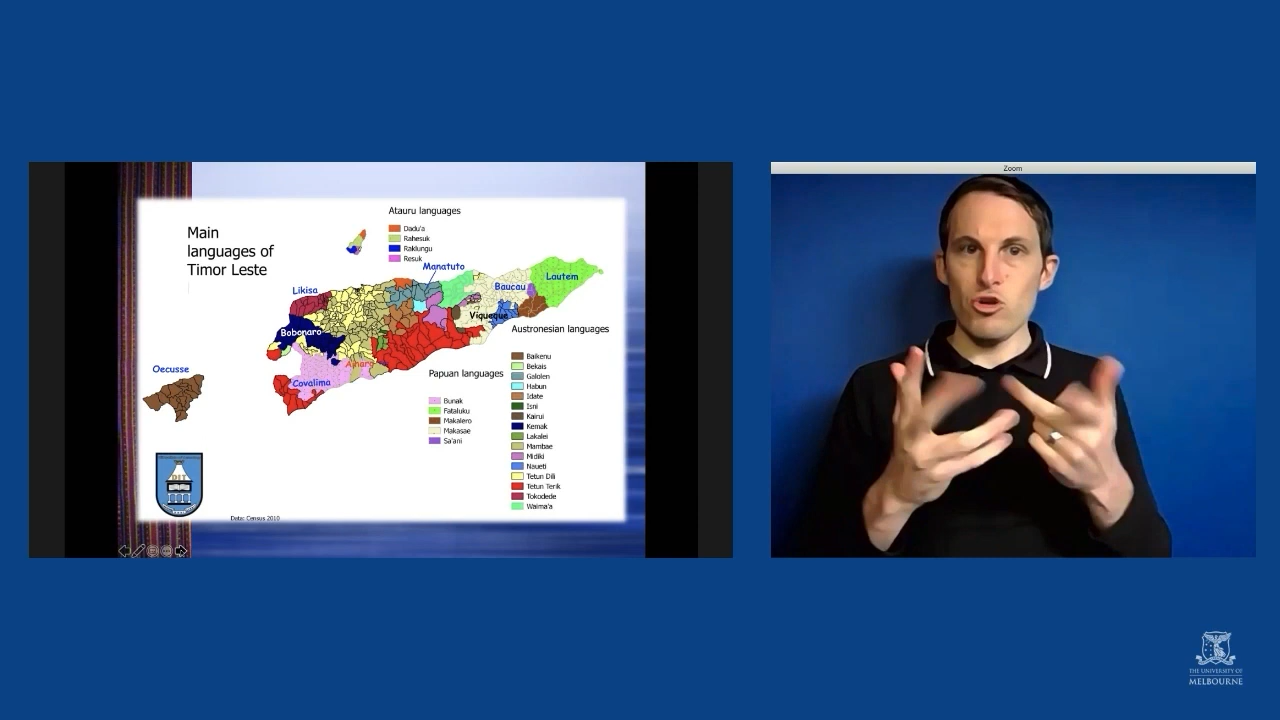 Zoom
Main
languages of
Timor Leste
Atauru languages
Dadu'a
Rahesuk
Raklungu
Resuk
Manatuto
Lautem
Baucau
Likisa
Viqueque
Bobonaro
Ainaro
Covalima
Oecusse
Austronesian languages
Baikenu
Bekais
Galolen
Habun
Idate
Isni
Kairui
Kemak
Lakalei
Mambae
Midiki
Naueti
Tetun Dili
Tetun Terik
Tokodede
Waima'a
Papuan languages
Bunak
Fataluku
Makalero
Makasae
Sa'ani
DIT
Data: Census 2010
THE UNIVERSITY OF
MELBOURNE